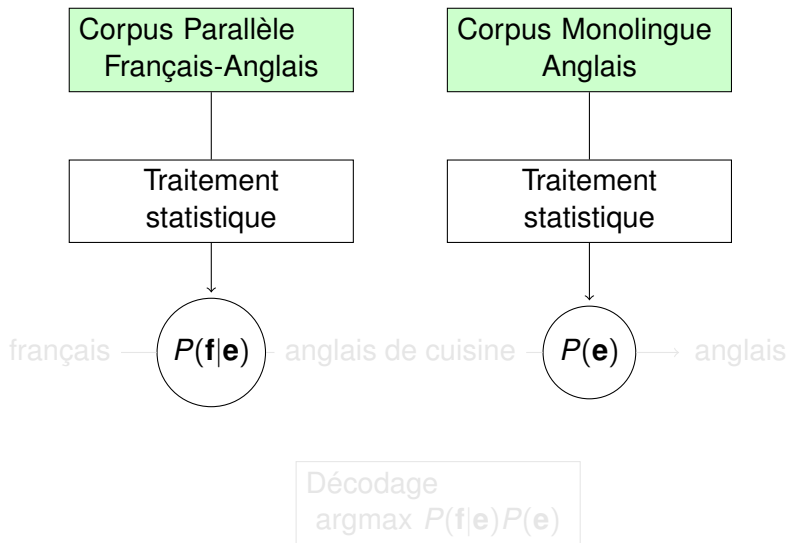 Corpus Parallèle
Français-Anglais
Corpus Monolingue
Anglais
Traitement
statistique
Traitement
statistique
français
P(f|e)
anglais de cuisine
P(e)
anglais
Décodage
argmax P(f|e)P(e)